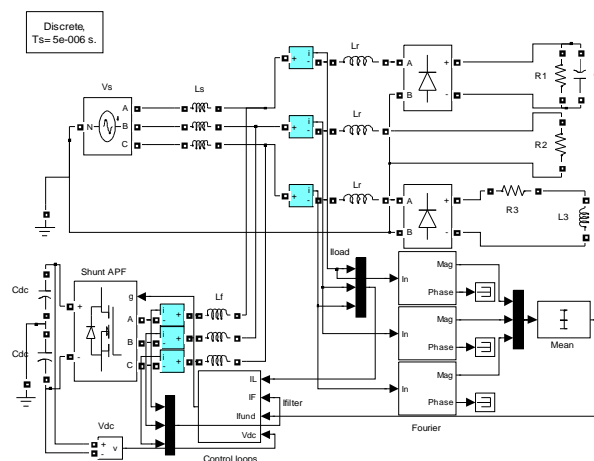 Discrete,
Ts= 5e-006 s.
Vs
N
A
B
C
Ls
i
+
-
Lr
A
B
+
-
R1
i
+
-
Lr
R2
i
+
-
Lr
A
B
+
-
R3
L3
Iload
In
Mag
Phase
In
Mag
Phase
In
Mag
Phase
Fourier
Mean
Shunt APF
Cdc
Cdc
+
-
g
A
B
C
i
+
-
i
+
-
i
+
-
Lf
IL
IF
Ifund
Vdc
Ifilter
Control loops
Vdc
+
-
v